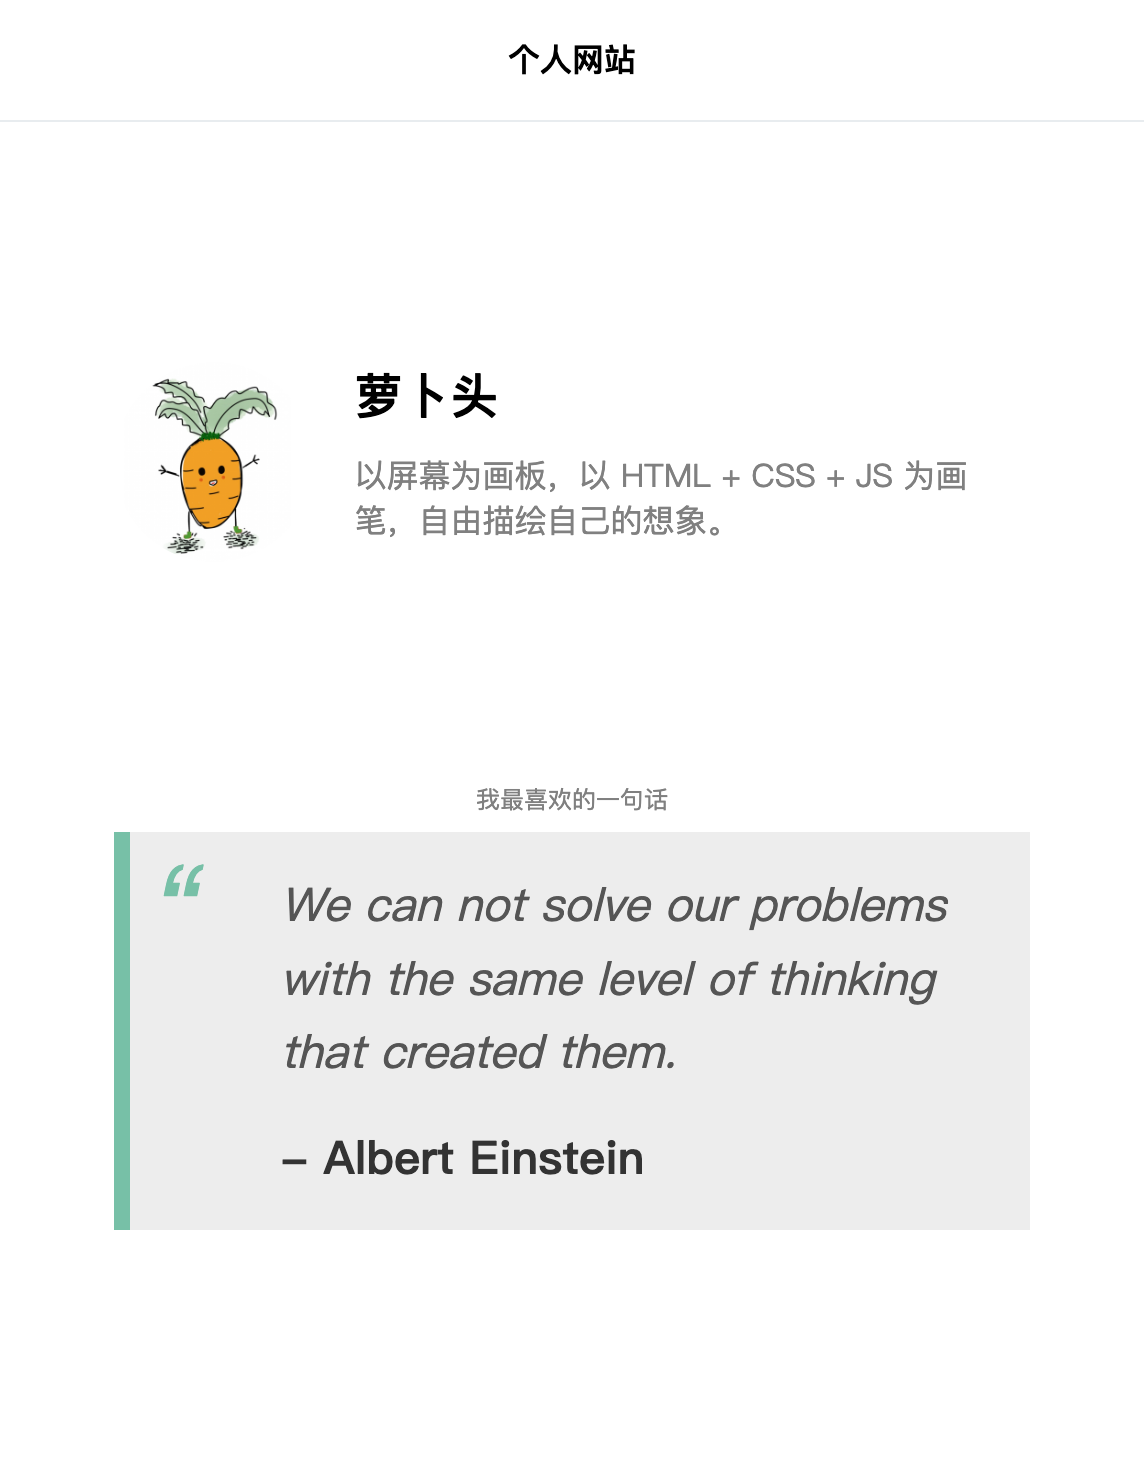 个人网站
萝卜头
以屏幕为画板，以 HTML + CSS + JS 为画
笔，自由描绘自己的想象。
我最喜欢的一句话
“
We can not solve our problems
with the same level of thinking
that created them.
– Albert Einstein